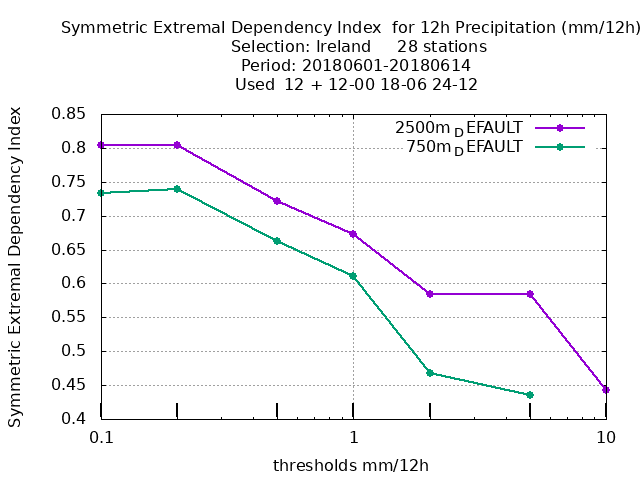 Symmetric Extremal Dependency Index  for 12h Precipitation (mm/12h)
Selection: Ireland     28 stations
Period: 20180601-20180614
Used  12 + 12-00 18-06 24-12
2500m_DEFAULT
750m_DEFAULT
Symmetric Extremal Dependency Index
0.85
0.8
0.75
0.7
0.65
0.6
0.55
0.5
0.45
0.4
0.1 1 10
thresholds mm/12h